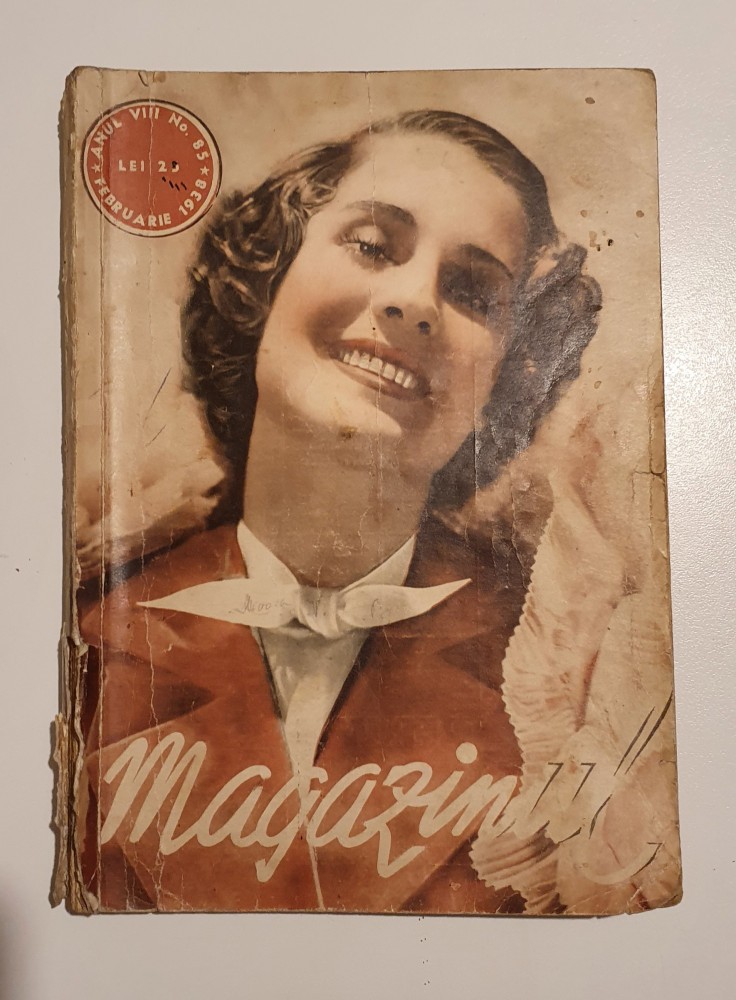 ANUL VIII No. 85
LEI 25
FEBRUARIE 1938
Magazinul